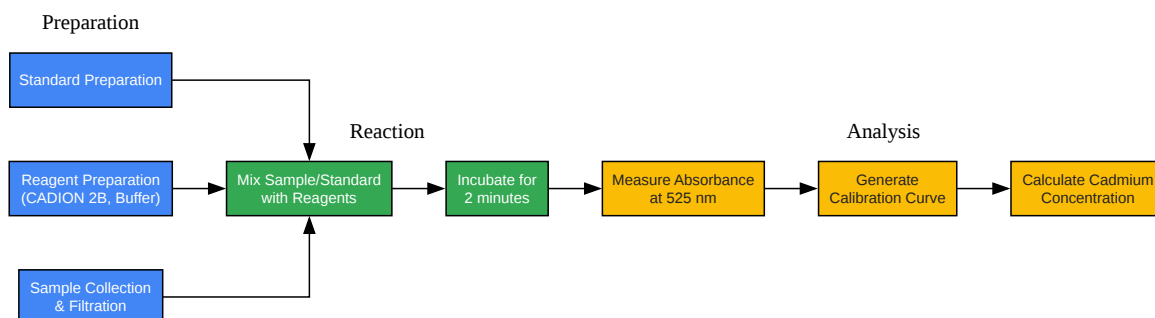 Preparation
Standard Preparation
Reaction
Analysis
Reagent Preparation
(CADION 2B, Buffer)
Mix Sample/Standard
with Reagents
Incubate for
2 minutes
Measure Absorbance
at 525 nm
Generate
Calibration Curve
Calculate Cadmium
Concentration
Sample Collection
& Filtration